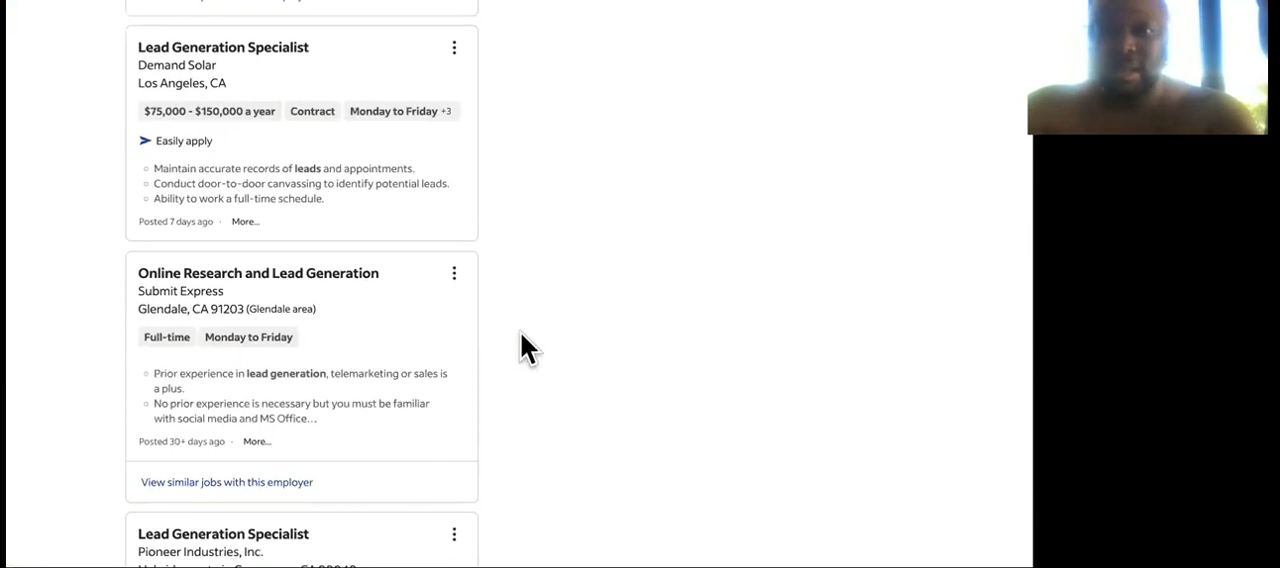 Lead Generation Specialist
Demand Solar
Los Angeles, CA
$75,000 - $150,000 a year Contract Monday to Friday +3
Easily apply
Maintain accurate records of leads and appointments.
Conduct door-to-door canvassing to identify potential leads.
Ability to work a full-time schedule.
Posted 7 days ago · More...
Online Research and Lead Generation
Submit Express
Glendale, CA 91203 (Glendale area)
Full-time Monday to Friday
Prior experience in lead generation, telemarketing or sales is
a plus.
No prior experience is necessary but you must be familiar
with social media and MS Office...
Posted 30+ days ago · More...
View similar jobs with this employer
Lead Generation Specialist
Pioneer Industries, Inc.